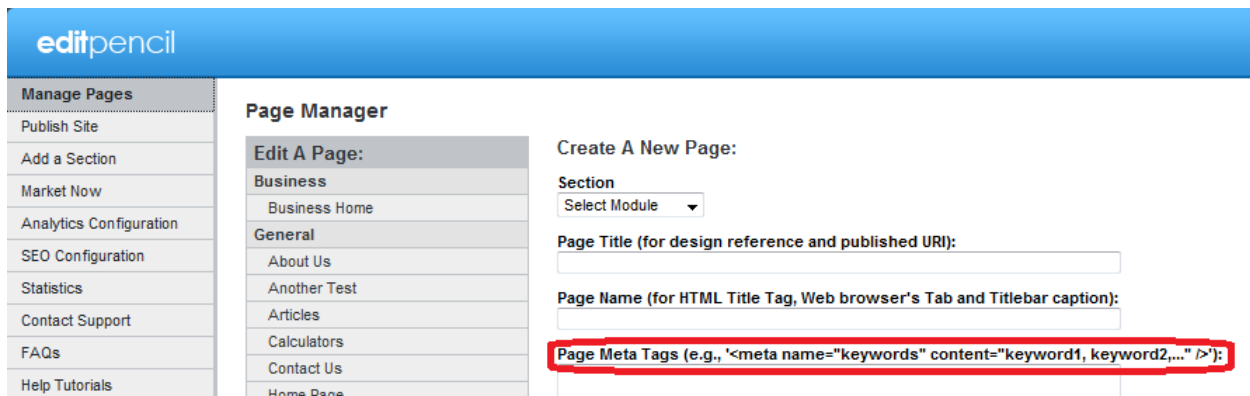 editpencil
Manage Pages
Publish Site
Add a Section
Market Now
Analytics Configuration
SEO Configuration
Statistics
Contact Support
FAQs
Help Tutorials
Page Manager
Edit A Page:
Business
Business Home
General
About Us
Another Test
Articles
Calculators
Contact Us
Home Page
Create A New Page:
Section
Select Module
Page Title (for design reference and published URI):
Page Name (for HTML Title Tag, Web browser's Tab and Titlebar caption):
Page Meta Tags (e.g., '<meta name="keywords" content="keyword1, keyword2,..." />'):